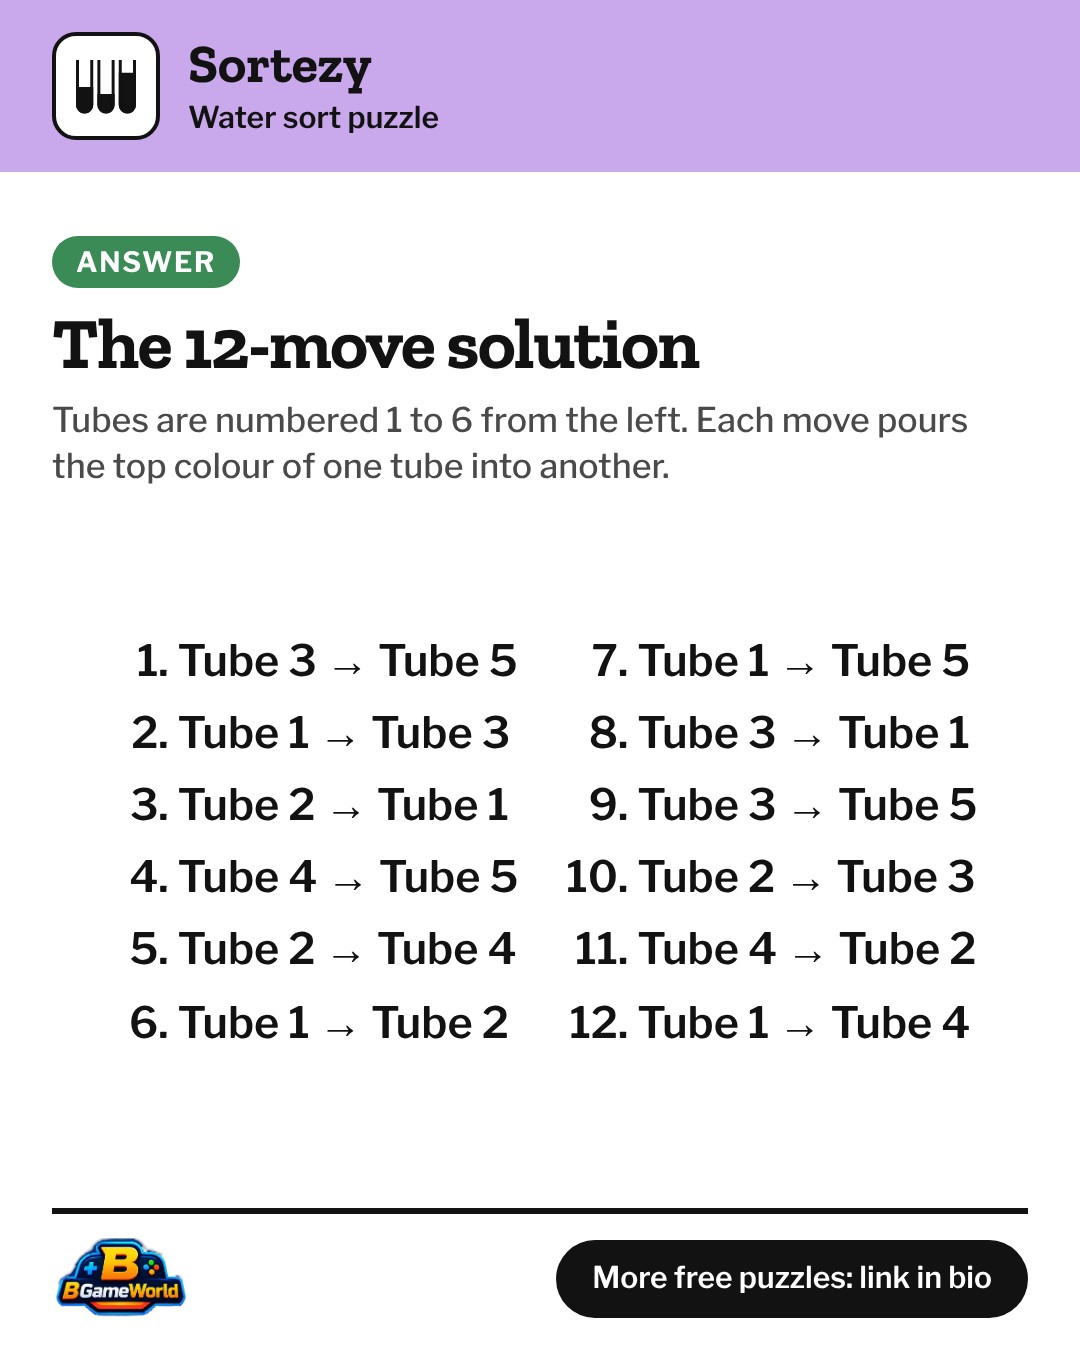 Sortezy
Water sort puzzle
ANSWER
The 12-move solution
Tubes are numbered 1 to 6 from the left. Each move pours
the top colour of one tube into another.
1. Tube 3 → Tube 5
2. Tube 1 → Tube 3
3. Tube 2 → Tube 1
4. Tube 4 → Tube 5
5. Tube 2 → Tube 4
6. Tube 1 → Tube 2
7. Tube 1 → Tube 5
8. Tube 3 → Tube 1
9. Tube 3 → Tube 5
10. Tube 2 → Tube 3
11. Tube 4 → Tube 2
12. Tube 1 → Tube 4
B
BGameWorld
More free puzzles: link in bio